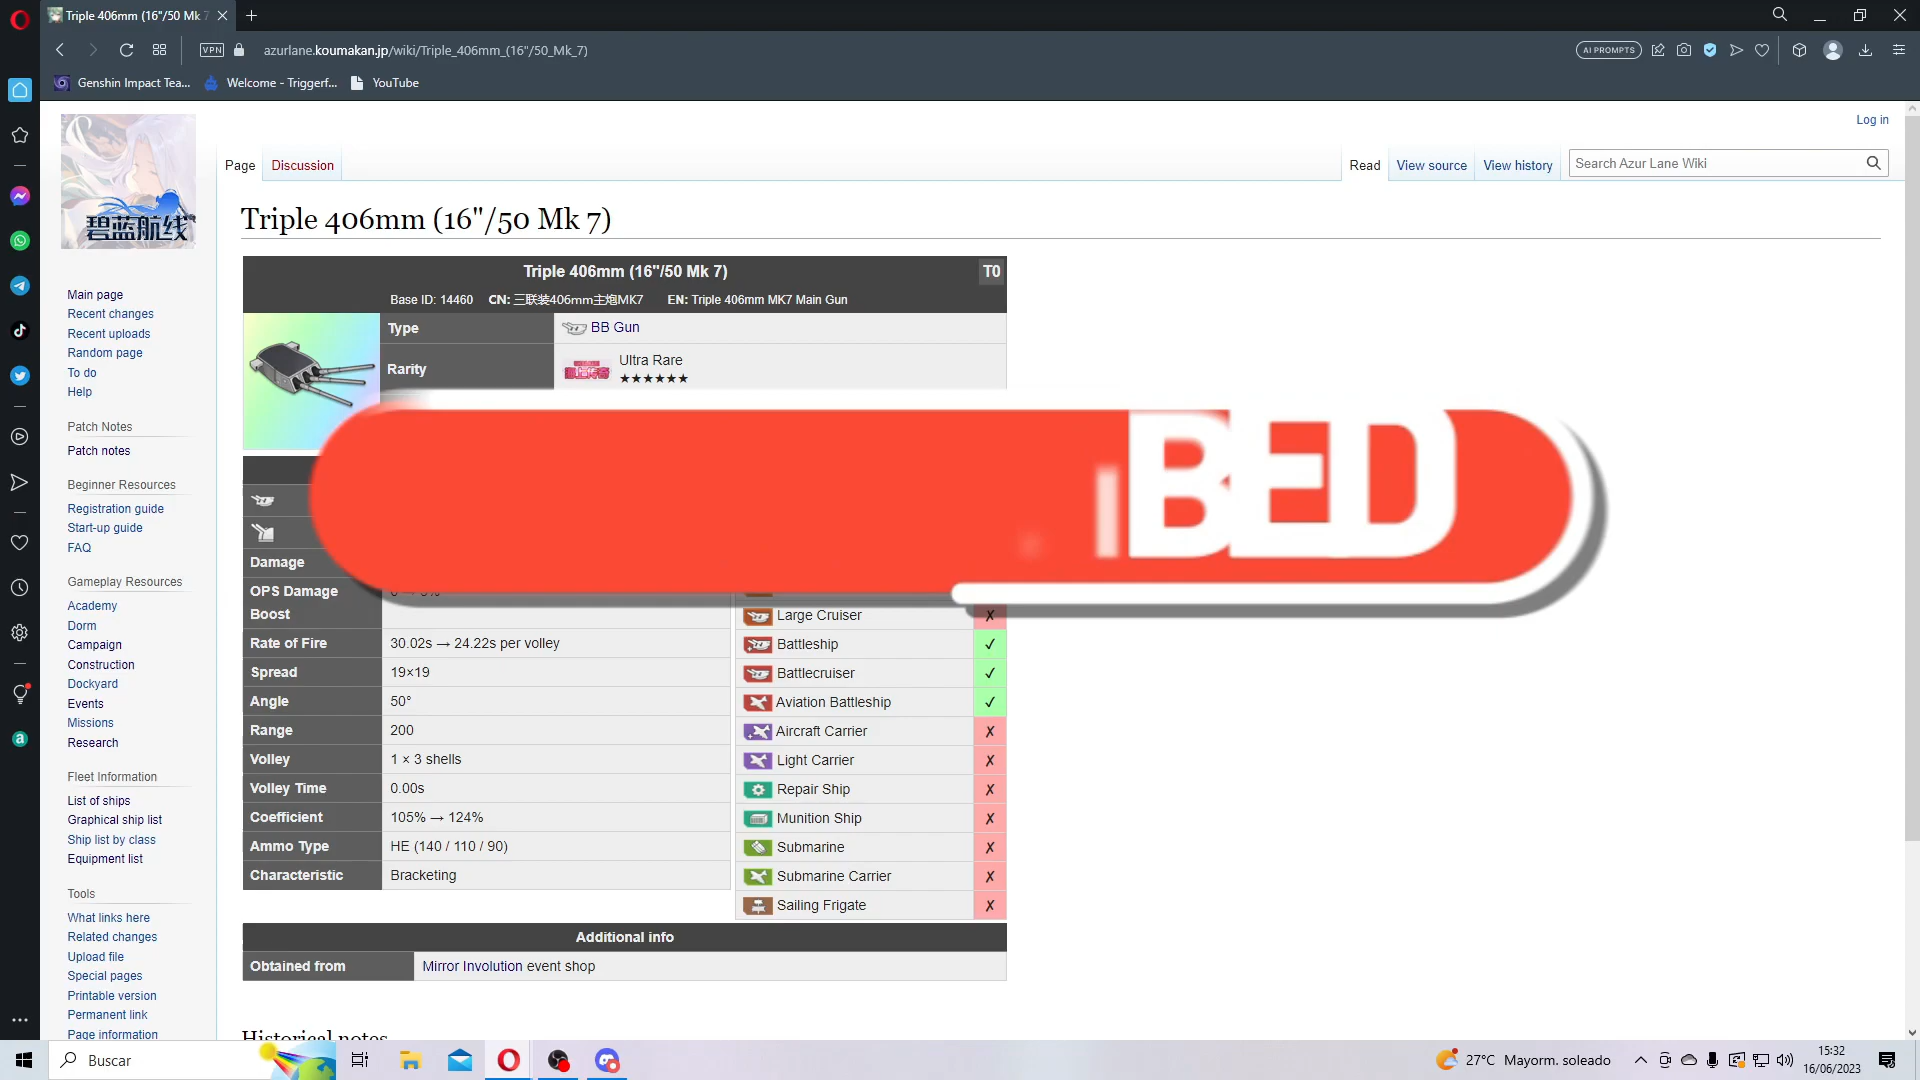 Triple 406mm (16"/50 Mk 7
VPN
azurlane.koumakan.jp/wiki/Triple_406mm_(16"/50_Mk_7)
AI PROMPTS
Genshin Impact Tea...
Welcome - Triggerf...
YouTube
Log in
碧蓝航线
Page
Discussion
Read
View source
View history
Search Azur Lane Wiki
Triple 406mm (16"/50 Mk 7)
Triple 406mm (16"/50 Mk 7)
T0
Base ID: 14460 CN: 三联装406mm主炮MK7 EN: Triple 406mm MK7 Main Gun
Type
BB Gun
Rarity
Ultra Rare
★★★★★★
BED
Damage
OPS Damage
Boost
Rate of Fire
30.02s → 24.22s per volley
Spread
19×19
Angle
50°
Range
200
Volley
1 × 3 shells
Volley Time
0.00s
Coefficient
105% → 124%
Ammo Type
HE (140 / 110 / 90)
Characteristic
Bracketing
Large Cruiser
✗
Battleship
✓
Battlecruiser
✓
Aviation Battleship
✓
Aircraft Carrier
✗
Light Carrier
✗
Repair Ship
✗
Munition Ship
✗
Submarine
✗
Submarine Carrier
✗
Sailing Frigate
✗
Additional info
Obtained from
Mirror Involution event shop
Historical notes
Main page
Recent changes
Recent uploads
Random page
To do
Help
Patch Notes
Patch notes
Beginner Resources
Registration guide
Start-up guide
FAQ
Gameplay Resources
Academy
Dorm
Campaign
Construction
Dockyard
Events
Missions
Research
Fleet Information
List of ships
Graphical ship list
Ship list by class
Equipment list
Tools
What links here
Related changes
Upload file
Special pages
Printable version
Permanent link
Page information
Buscar
27°C Mayorm. soleado
15:32
16/06/2023